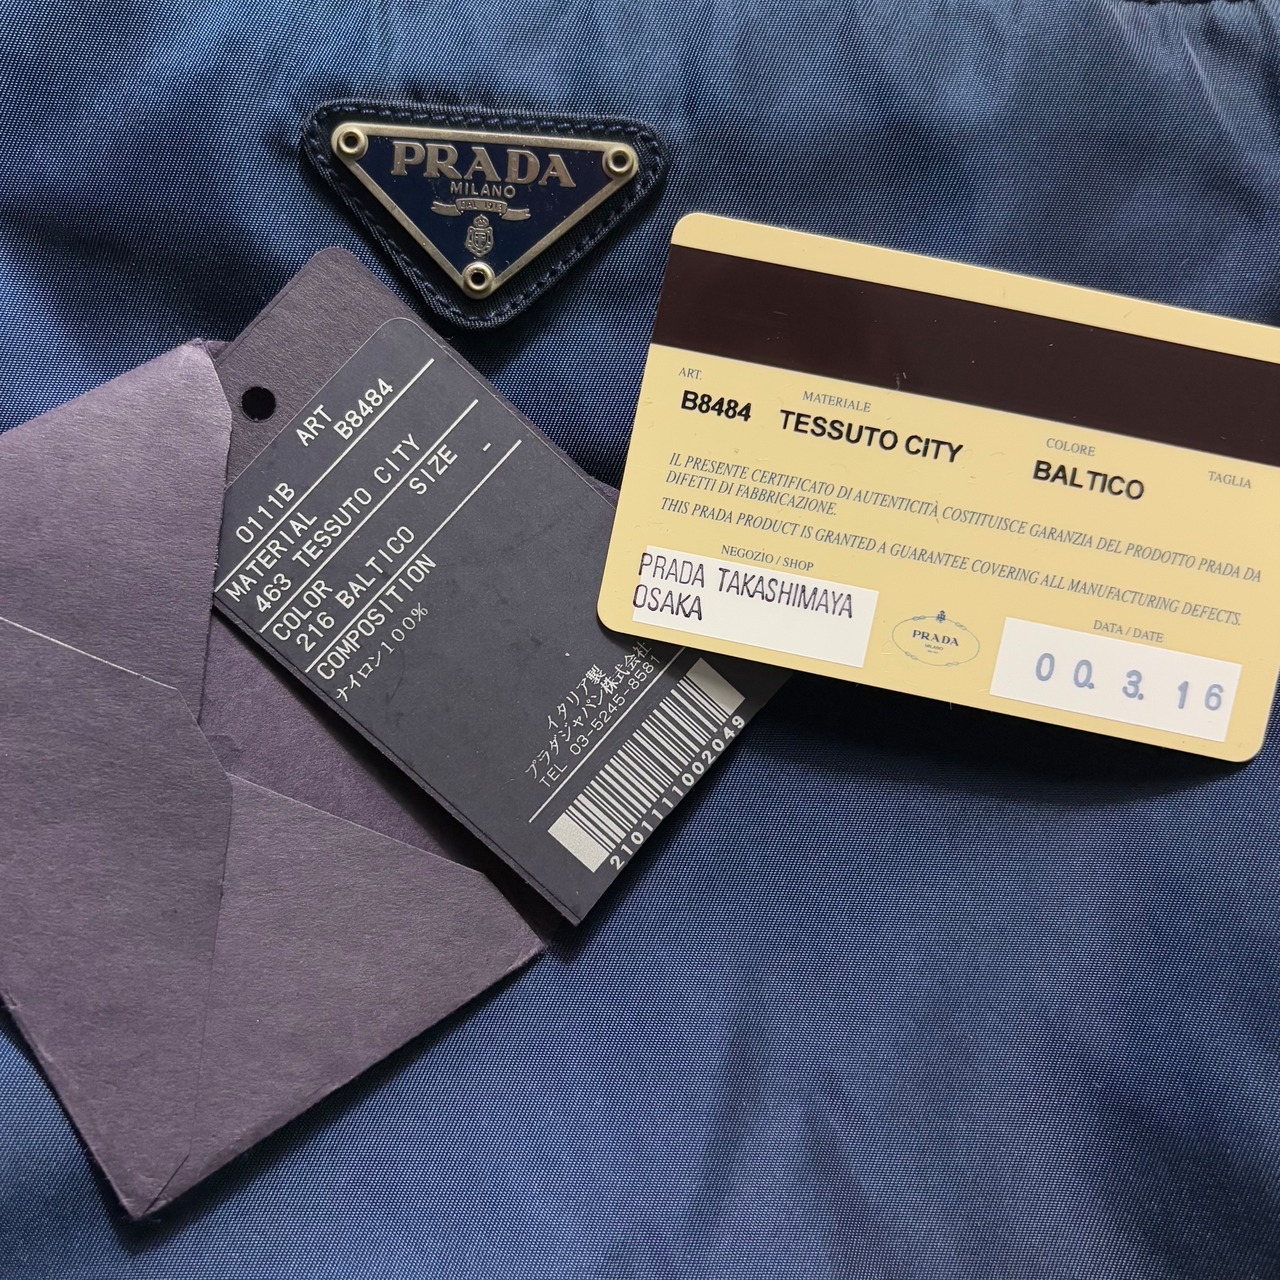 PRADA
MILANO
DAL 1913
ART
B8484
0111B
MATERIAL
463 TESSUTO CITY
COLOR SIZE
216 BALTICO -
COMPOSITION
ナイロン100%
イタリア製
プラダジャパン株式会社
TEL 03-5245-8581
2101111002049
ART. MATERIALE COLORE TAGLIA
B8484 TESSUTO CITY BALTICO
IL PRESENTE CERTIFICATO DI AUTENTICITÀ COSTITUISCE GARANZIA DEL PRODOTTO PRADA DA
DIFETTI DI FABBRICAZIONE.
THIS PRADA PRODUCT IS GRANTED A GUARANTEE COVERING ALL MANUFACTURING DEFECTS.
NEGOZIO / SHOP
PRADA TAKASHIMAYA
OSAKA
PRADA
MILANO
DATA / DATE
00. 3. 16